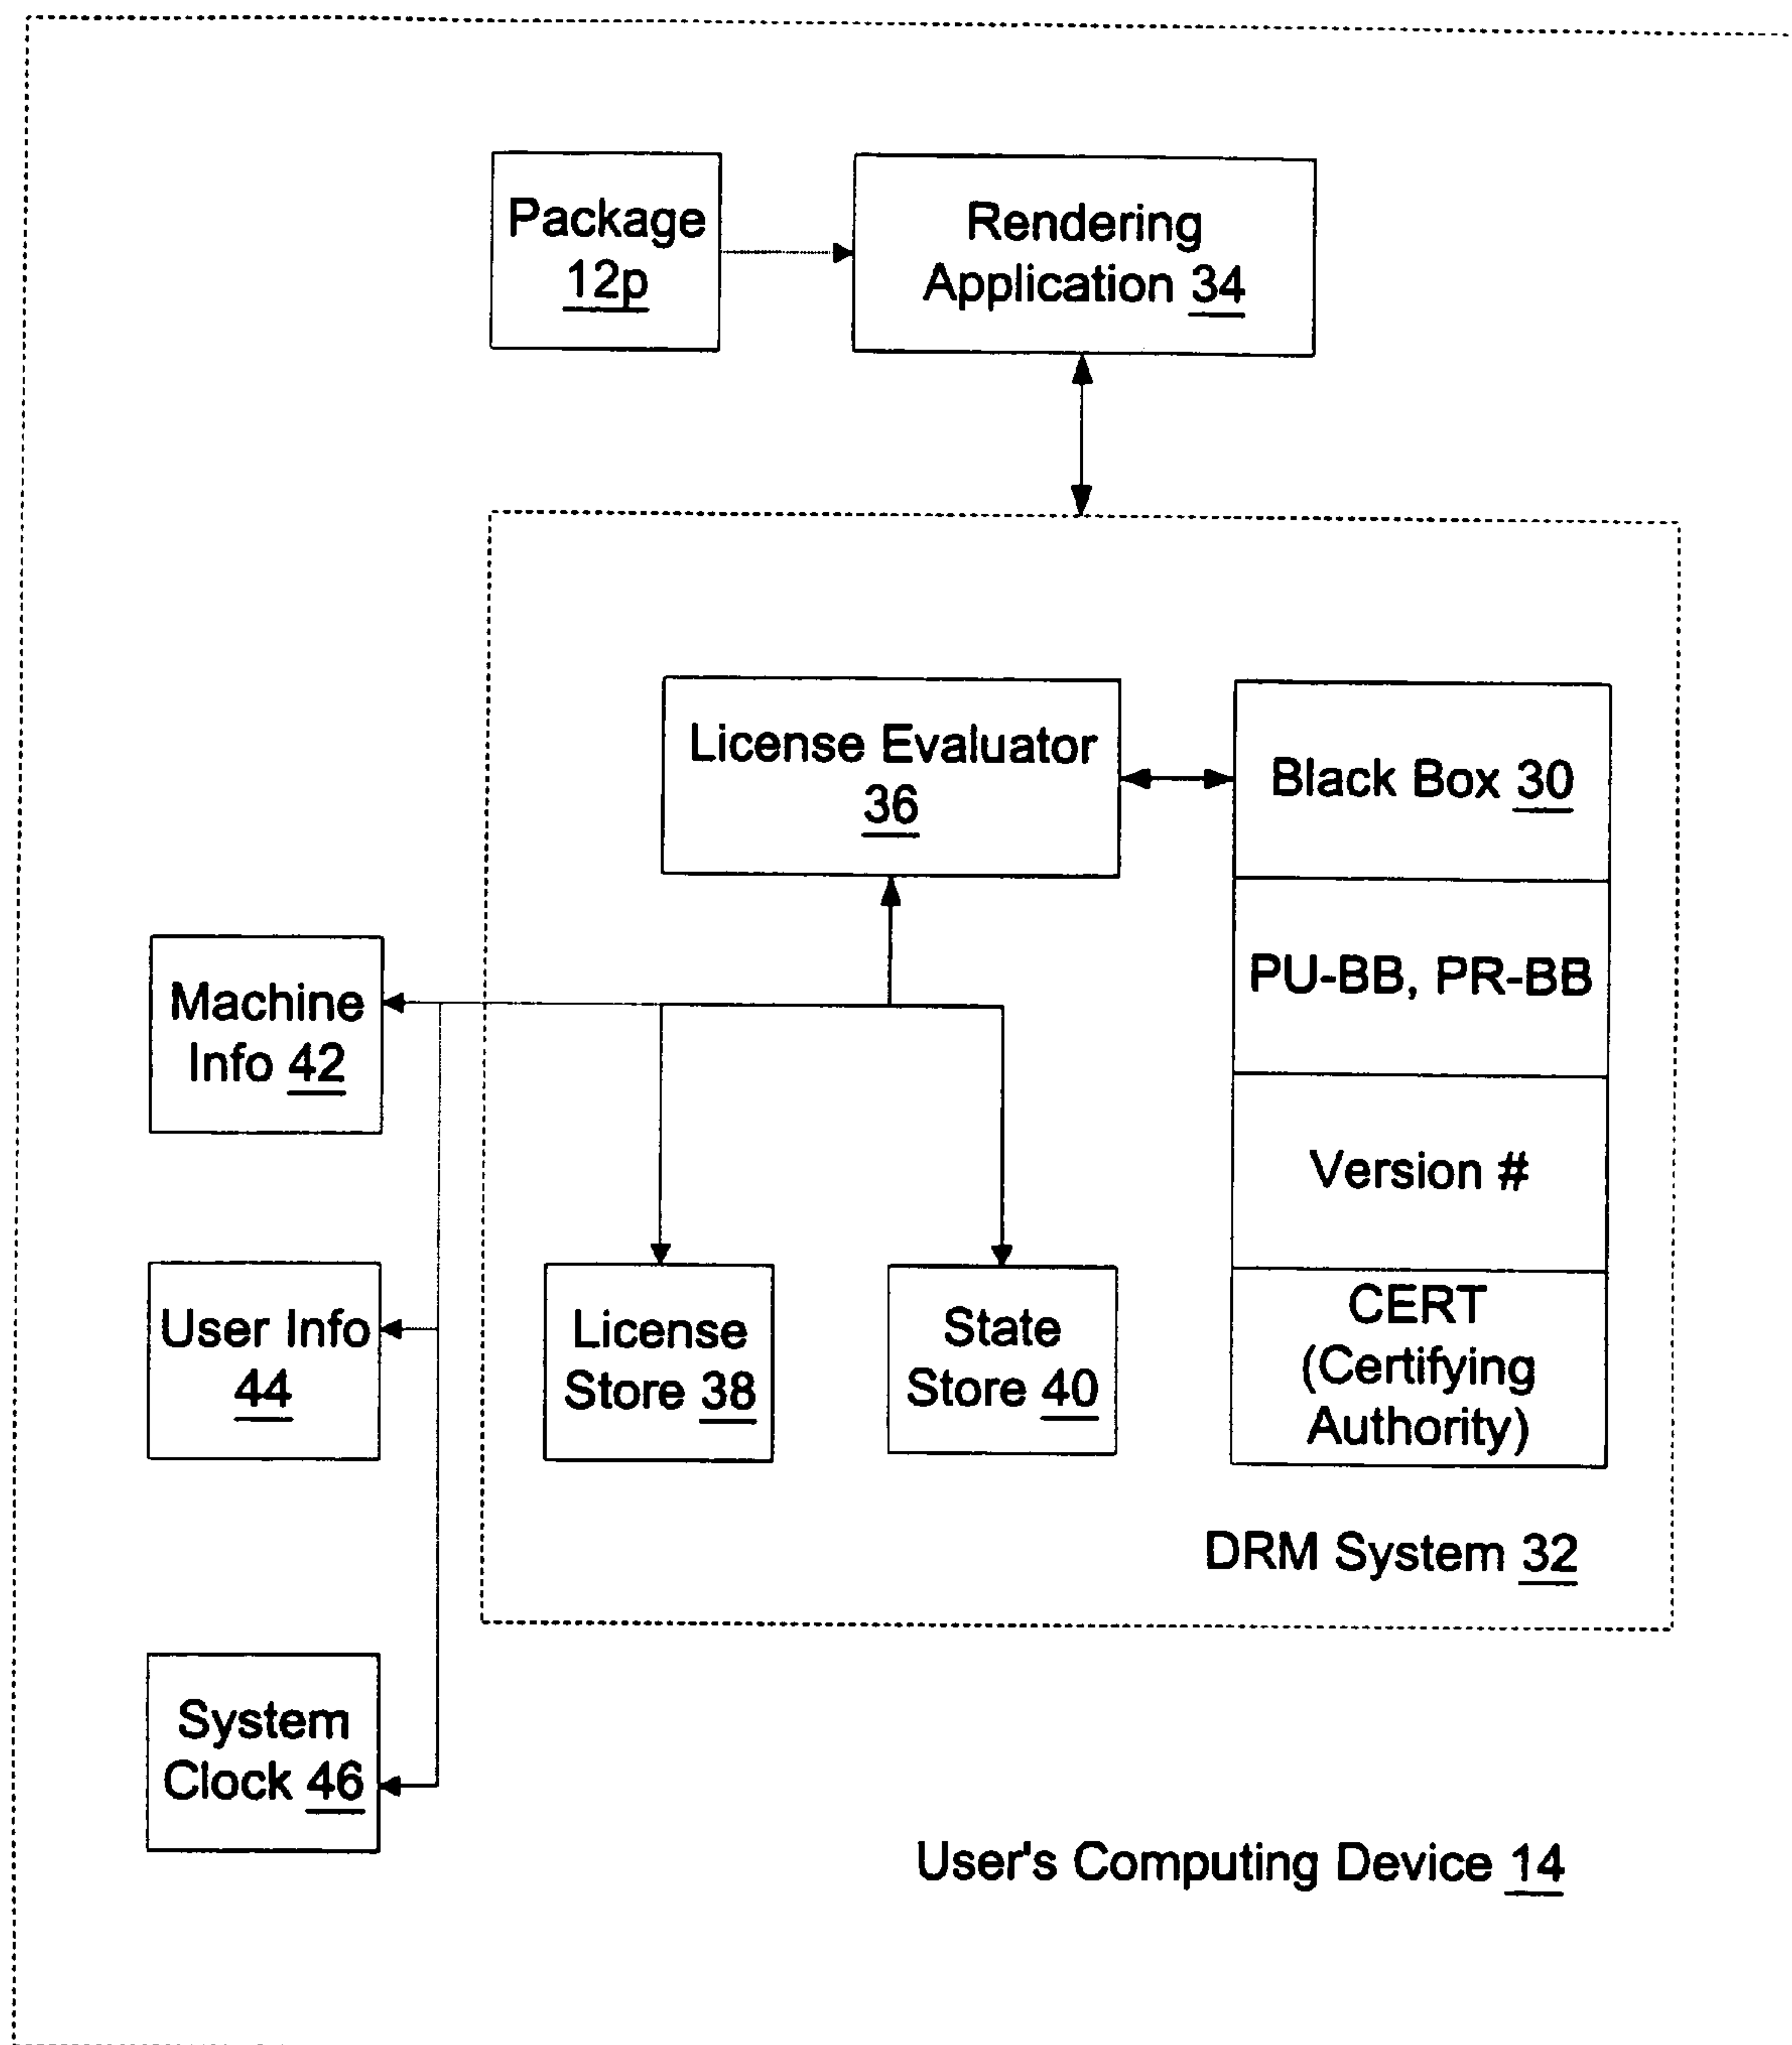 Package
12p
Rendering
Application 34
License Evaluator
36
Black Box 30
PU-BB, PR-BB
Version #
CERT
(Certifying
Authority)
Machine
Info 42
User Info
44
System
Clock 46
License
Store 38
State
Store 40
DRM System 32
User's Computing Device 14